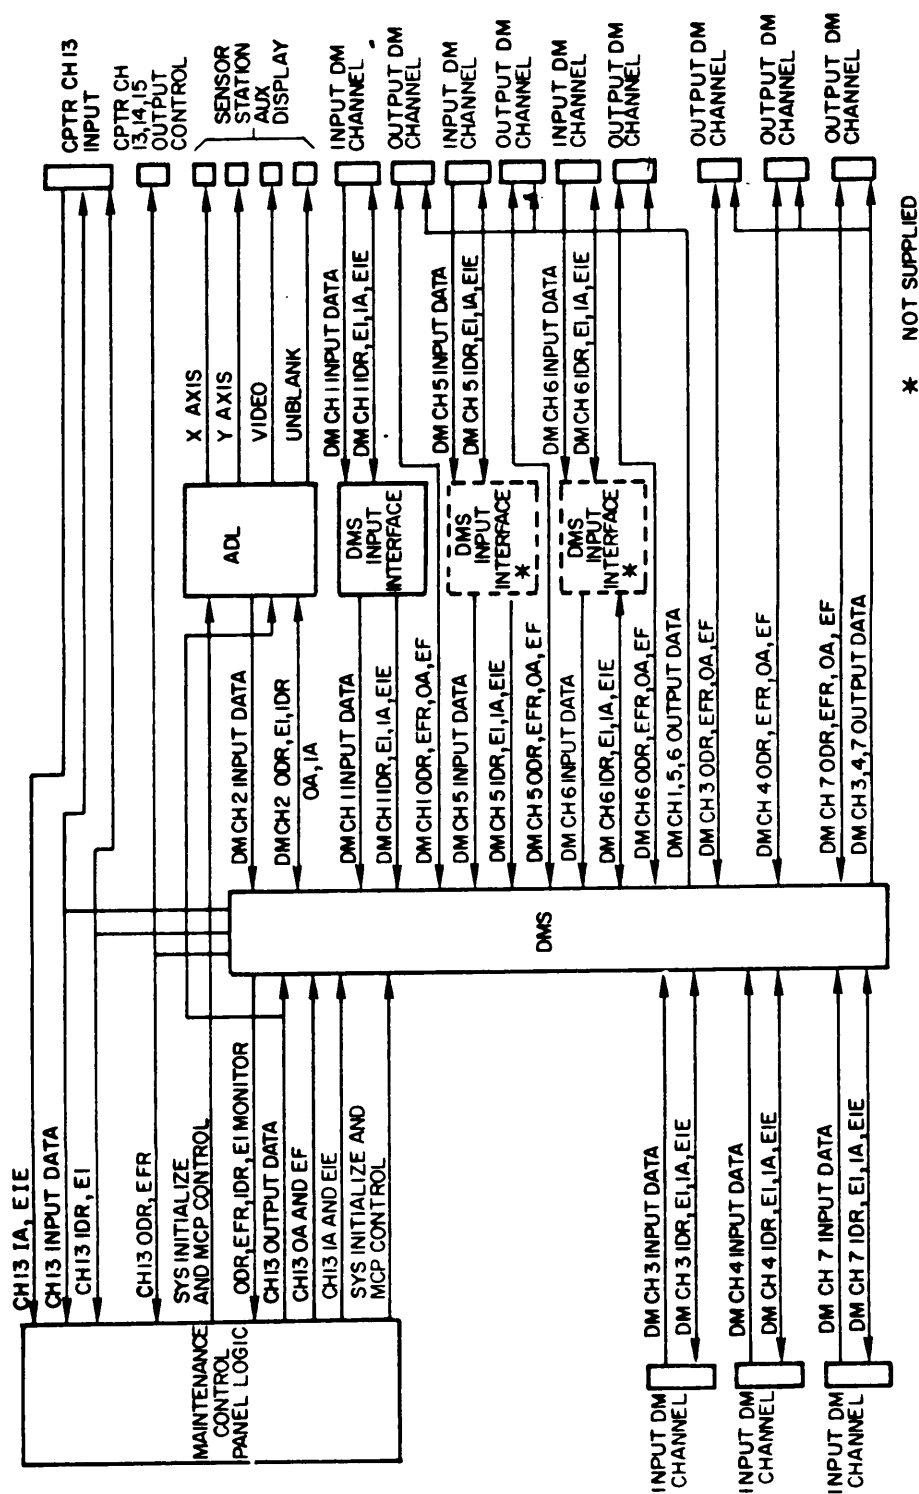 CH13 IA, EIE
CH13 INPUT DATA
CH13 IDR, EI
CH13 ODR, EFR
SYS INITIALIZE
AND MCP CONTROL
ODR, EFR, IDR, EI MONITOR
CH13 OUTPUT DATA
CH13 OA AND EF
CH13 IA AND EIE
SYS INITIALIZE AND
MCP CONTROL
MAINTENANCE
CONTROL
PANEL LOGIC
CPTR CH13
INPUT
CPTR CH
13, 14, 15
OUTPUT
CONTROL
SENSOR
STATION
AUX
DISPLAY
X AXIS
Y AXIS
VIDEO
UNBLANK
ADL
DM CH2 INPUT DATA
DM CH2 ODR, EI, IDR
OA, IA
INPUT DM
CHANNEL
DM CH 1 INPUT DATA
DM CH 1 IDR, EI, IA, EIE
DMS
INPUT
INTERFACE
DM CH 1 INPUT DATA
DM CH 1 IDR, EI, IA, EIE
OUTPUT DM
CHANNEL
DM CH 1 ODR, EFR, OA, EF
INPUT DM
CHANNEL
DM CH 5 INPUT DATA
DM CH 5 IDR, EI, IA, EIE
DMS
INPUT
INTERFACE
*
DM CH 5 INPUT DATA
DM CH 5 IDR, EI, IA, EIE
OUTPUT DM
CHANNEL
DM CH 5 ODR, EFR, OA, EF
INPUT DM
CHANNEL
DM CH 6 INPUT DATA
DM CH 6 IDR, EI, IA, EIE
DMS
INPUT
INTERFACE
*
DM CH 6 INPUT DATA
DM CH 6 IDR, EI, IA, EIE
OUTPUT DM
CHANNEL
DM CH 6 ODR, EFR, OA, EF
DM CH 1, 5, 6 OUTPUT DATA
OUTPUT DM
CHANNEL
DM CH 3 ODR, EFR, OA, EF
OUTPUT DM
CHANNEL
DM CH 4 ODR, EFR, OA, EF
OUTPUT DM
CHANNEL
DM CH 7 ODR, EFR, OA, EF
DM CH 3, 4, 7 OUTPUT DATA
DMS
INPUT DM
CHANNEL
DM CH 3 INPUT DATA
DM CH 3 IDR, EI, IA, EIE
INPUT DM
CHANNEL
DM CH 4 INPUT DATA
DM CH 4 IDR, EI, IA, EIE
INPUT DM
CHANNEL
DM CH 7 INPUT DATA
DM CH 7 IDR, EI, IA, EIE
* NOT SUPPLIED